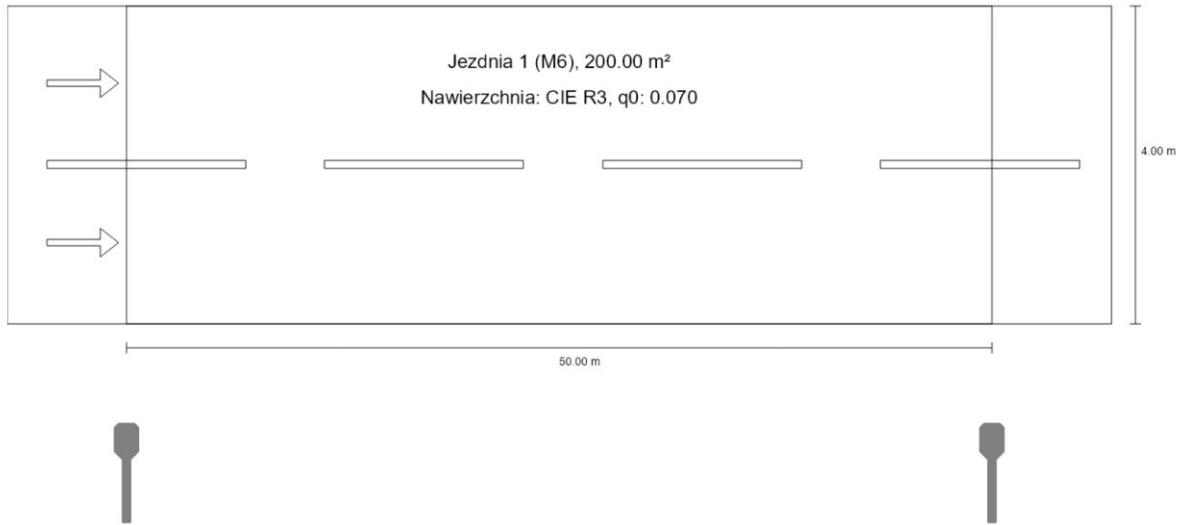 Jezdnia 1 (M6), 200.00 m²
Nawierzchnia: CIE R3, q0: 0.070
4.00 m
50.00 m